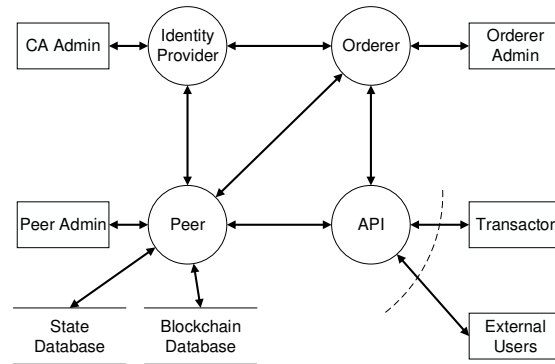 CA Admin
Identity
Provider
Orderer
Orderer
Admin
Peer Admin
Peer
API
Transactor
State
Database
Blockchain
Database
External
Users